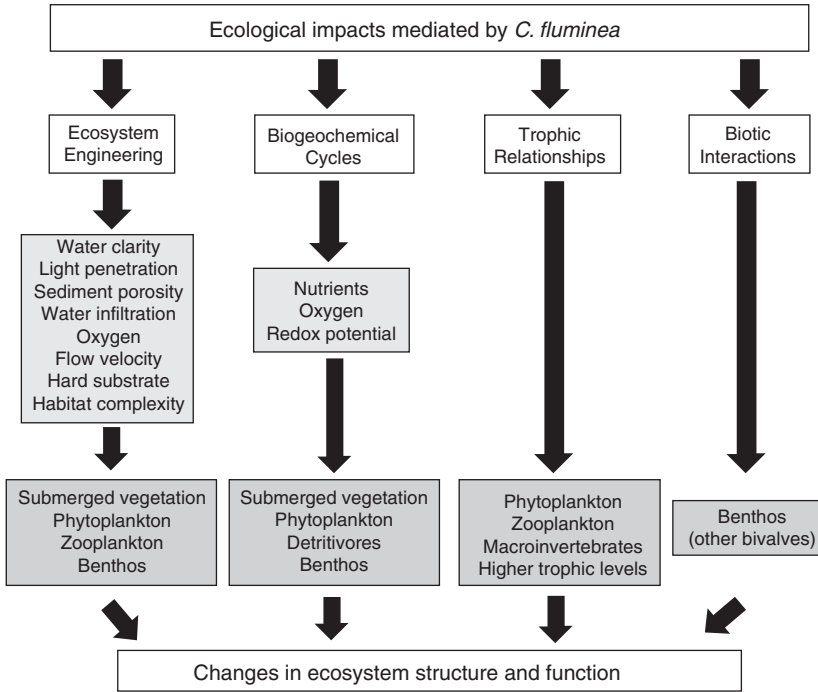 Ecological impacts mediated by C. fluminea
Ecosystem
Engineering
Biogeochemical
Cycles
Trophic
Relationships
Biotic
Interactions
Water clarity
Light penetration
Sediment porosity
Water infiltration
Oxygen
Flow velocity
Hard substrate
Habitat complexity
Nutrients
Oxygen
Redox potential
Submerged vegetation
Phytoplankton
Zooplankton
Benthos
Submerged vegetation
Phytoplankton
Detritivores
Benthos
Phytoplankton
Zooplankton
Macroinvertebrates
Higher trophic levels
Benthos
(other bivalves)
Changes in ecosystem structure and function